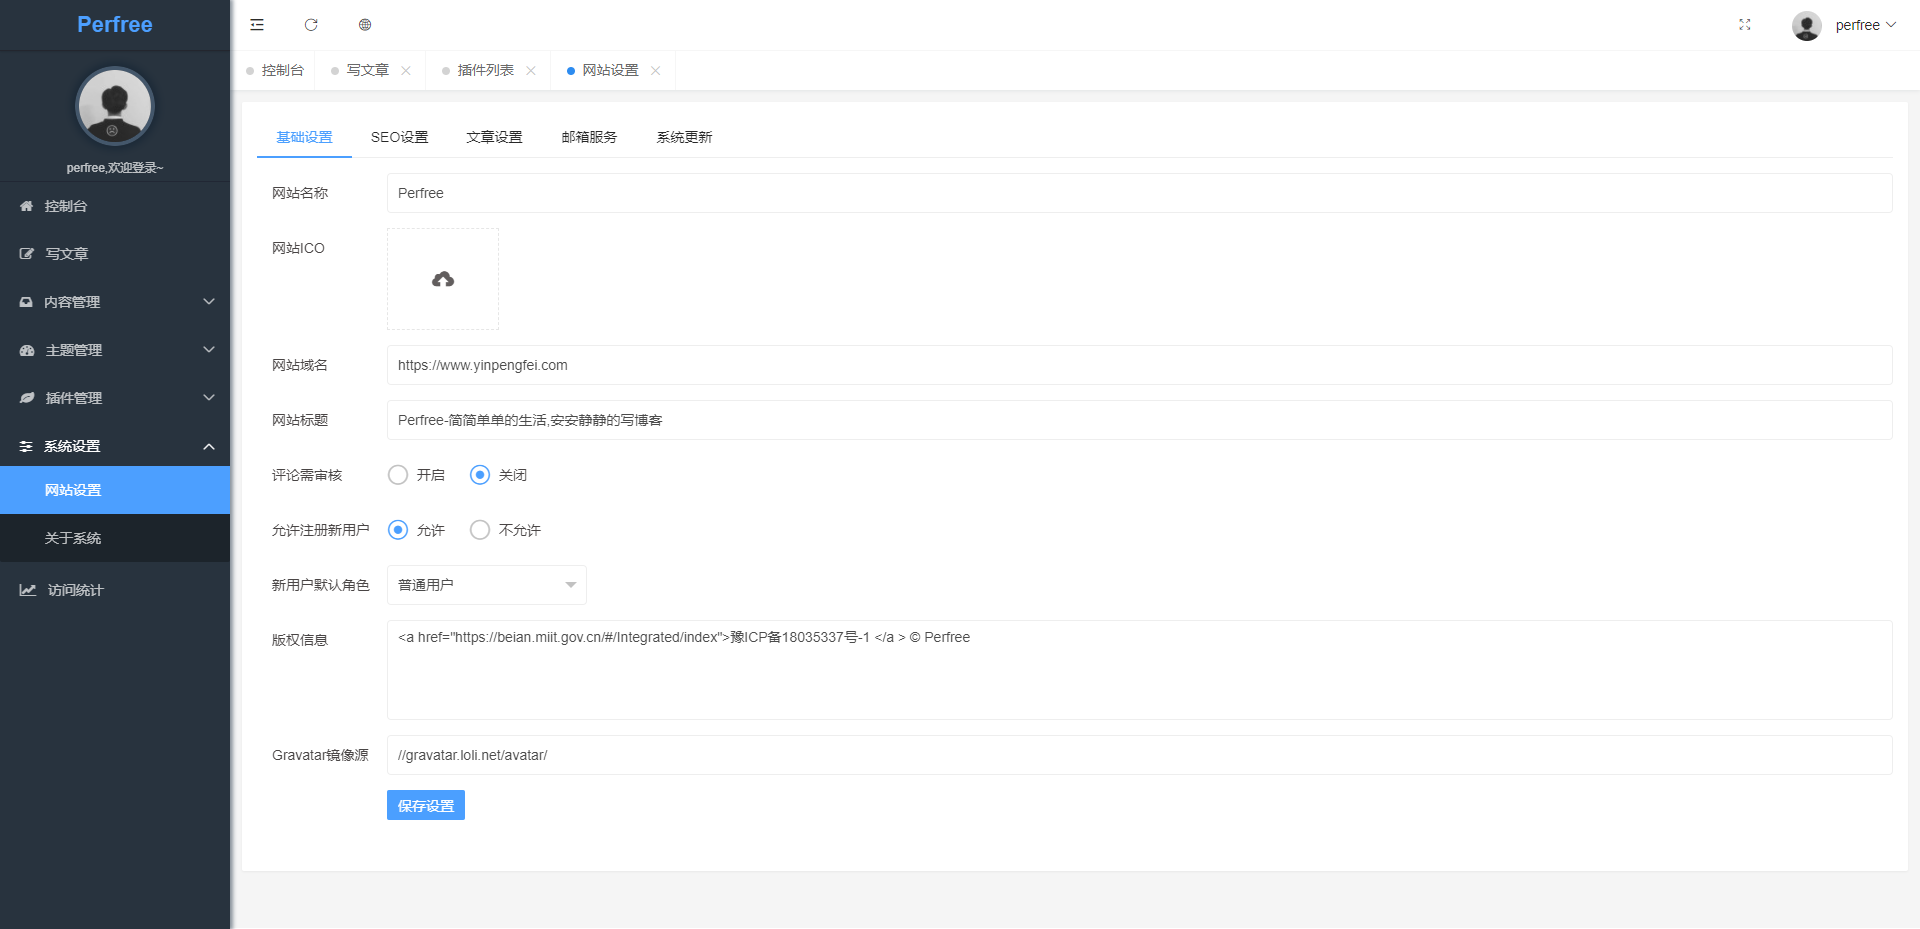 Perfree
perfree,欢迎登录~
控制台
写文章
内容管理
主题管理
插件管理
系统设置
网站设置
关于系统
访问统计
perfree
控制台
写文章
插件列表
网站设置
基础设置
SEO设置
文章设置
邮箱服务
系统更新
网站名称
Perfree
网站ICO
网站域名
https://www.yinpengfei.com
网站标题
Perfree-简简单单的生活,安安静静的写博客
评论需审核
开启
关闭
允许注册新用户
允许
不允许
新用户默认角色
普通用户
版权信息
<a href="https://beian.miit.gov.cn/#/Integrated/index">豫ICP备18035337号-1 </a > © Perfree
Gravatar镜像源
//gravatar.loli.net/avatar/
保存设置